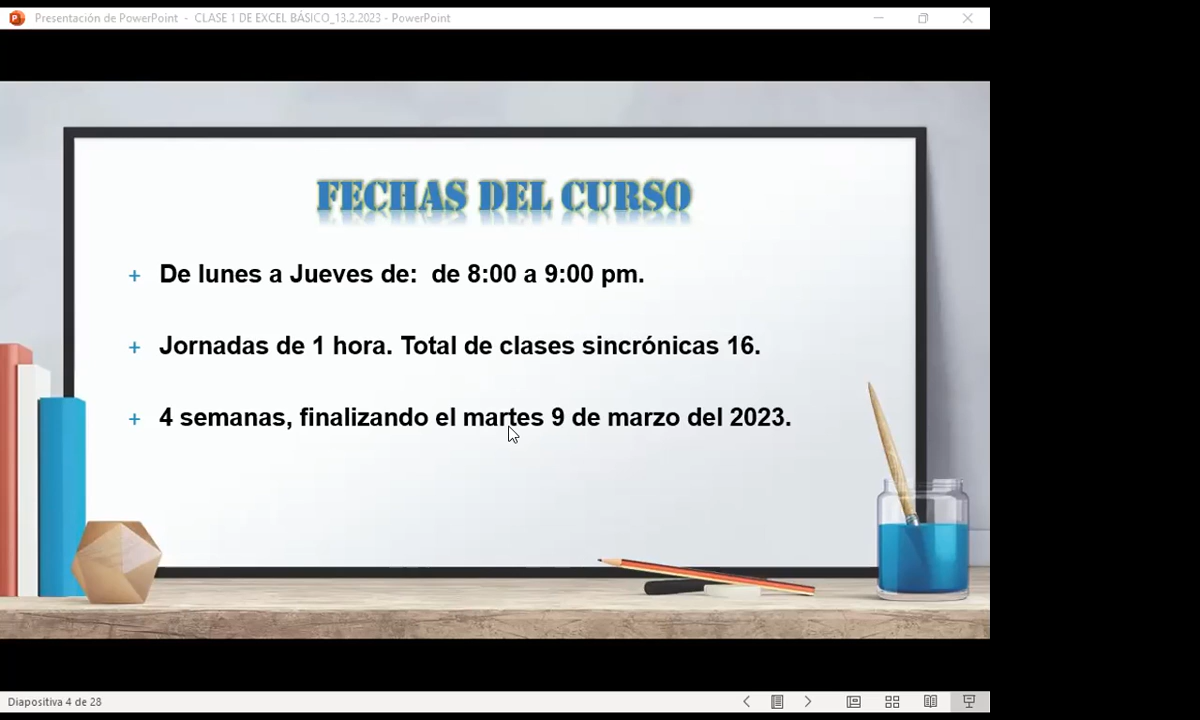 Presentación de PowerPoint - CLASE 1 DE EXCEL BÁSICO_13.2.2023 - PowerPoint
FECHAS DEL CURSO
+ De lunes a Jueves de:  de 8:00 a 9:00 pm.
+ Jornadas de 1 hora. Total de clases sincrónicas 16.
+ 4 semanas, finalizando el martes 9 de marzo del 2023.
Diapositiva 4 de 28